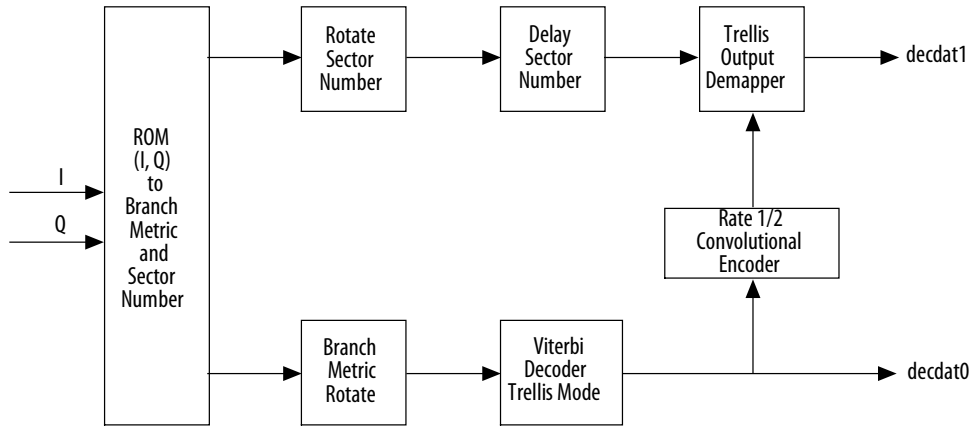 I
Q
ROM
(I, Q)
to
Branch
Metric
and
Sector
Number
Rotate
Sector
Number
Delay
Sector
Number
Trellis
Output
Demapper
decdat1
Rate 1/2
Convolutional
Encoder
Branch
Metric
Rotate
Viterbi
Decoder
Trellis Mode
decdat0